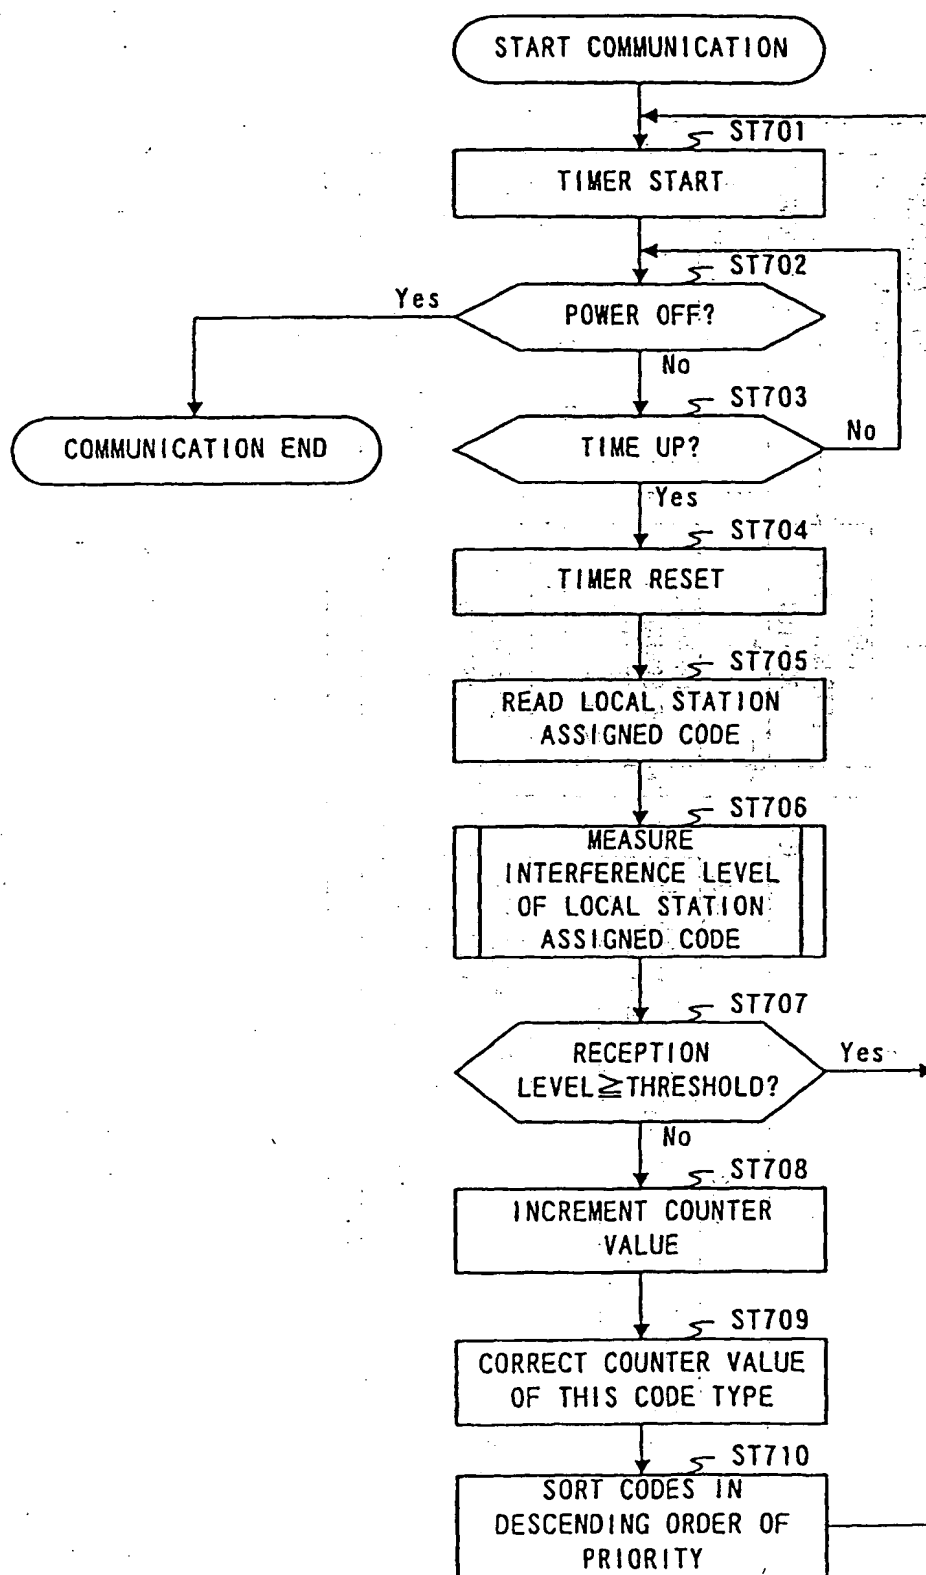 START COMMUNICATION
ST701
TIMER START
ST702
Yes
POWER OFF?
No
ST703
COMMUNICATION END
TIME UP?
No
Yes
ST704
TIMER RESET
ST705
READ LOCAL STATION
ASSIGNED CODE
ST706
MEASURE
INTERFERENCE LEVEL
OF LOCAL STATION
ASSIGNED CODE
ST707
RECEPTION
LEVEL≧THRESHOLD?
Yes
No
ST708
INCREMENT COUNTER
VALUE
ST709
CORRECT COUNTER VALUE
OF THIS CODE TYPE
ST710
SORT CODES IN
DESCENDING ORDER OF
PRIORITY